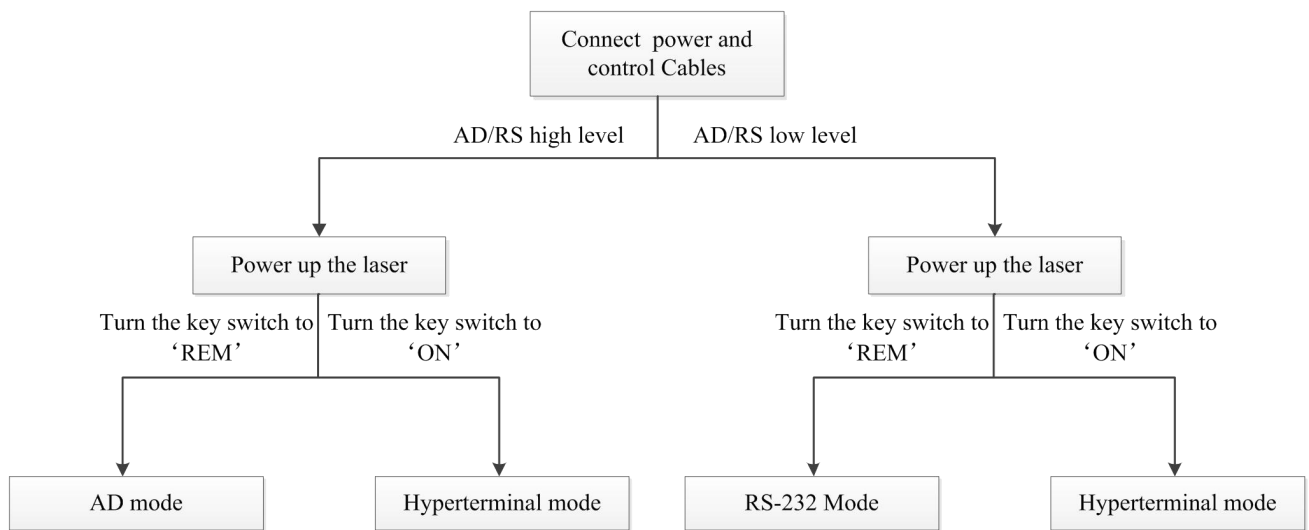 Connect power and
control Cables
AD/RS high level
AD/RS low level
Power up the laser
Power up the laser
Turn the key switch to
‘REM’
Turn the key switch to
‘ON’
Turn the key switch to
‘REM’
Turn the key switch to
‘ON’
AD mode
Hyperterminal mode
RS-232 Mode
Hyperterminal mode